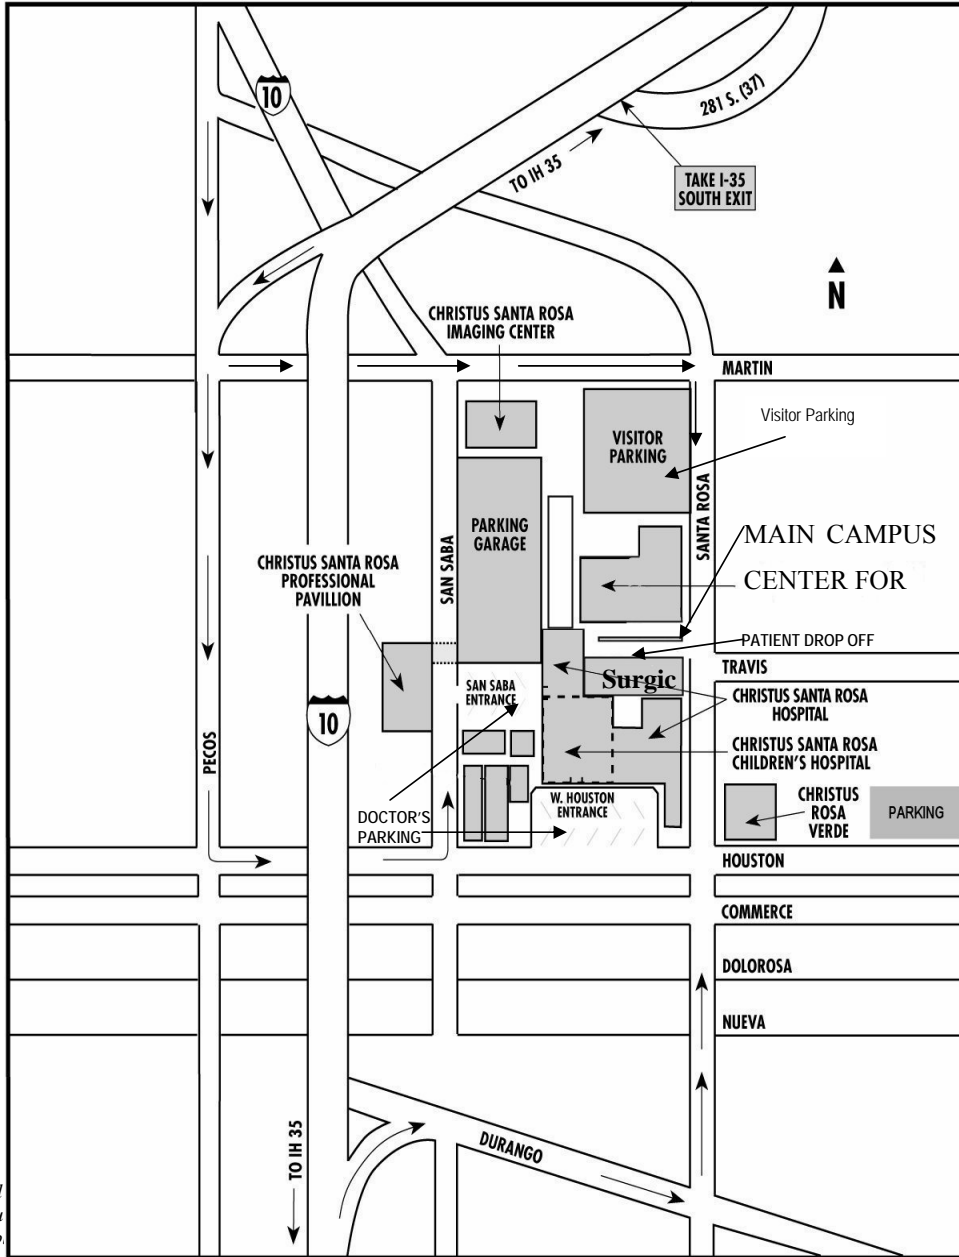 10
281 S. (37)
TO IH 35
TAKE I-35
SOUTH EXIT
N
CHRISTUS SANTA ROSA
IMAGING CENTER
MARTIN
Visitor Parking
VISITOR
PARKING
SANTA ROSA
PARKING
GARAGE
SAN SABA
MAIN CAMPUS
CENTER FOR
CHRISTUS SANTA ROSA
PROFESSIONAL
PAVILLION
PATIENT DROP OFF
TRAVIS
Surgic
SAN SABA
ENTRANCE
CHRISTUS SANTA ROSA
HOSPITAL
10
PECOS
CHRISTUS SANTA ROSA
CHILDREN'S HOSPITAL
W. HOUSTON
ENTRANCE
DOCTOR'S
PARKING
CHRISTUS
ROSA
VERDE
PARKING
HOUSTON
COMMERCE
DOLOROSA
NUEVA
TO IH 35
DURANGO